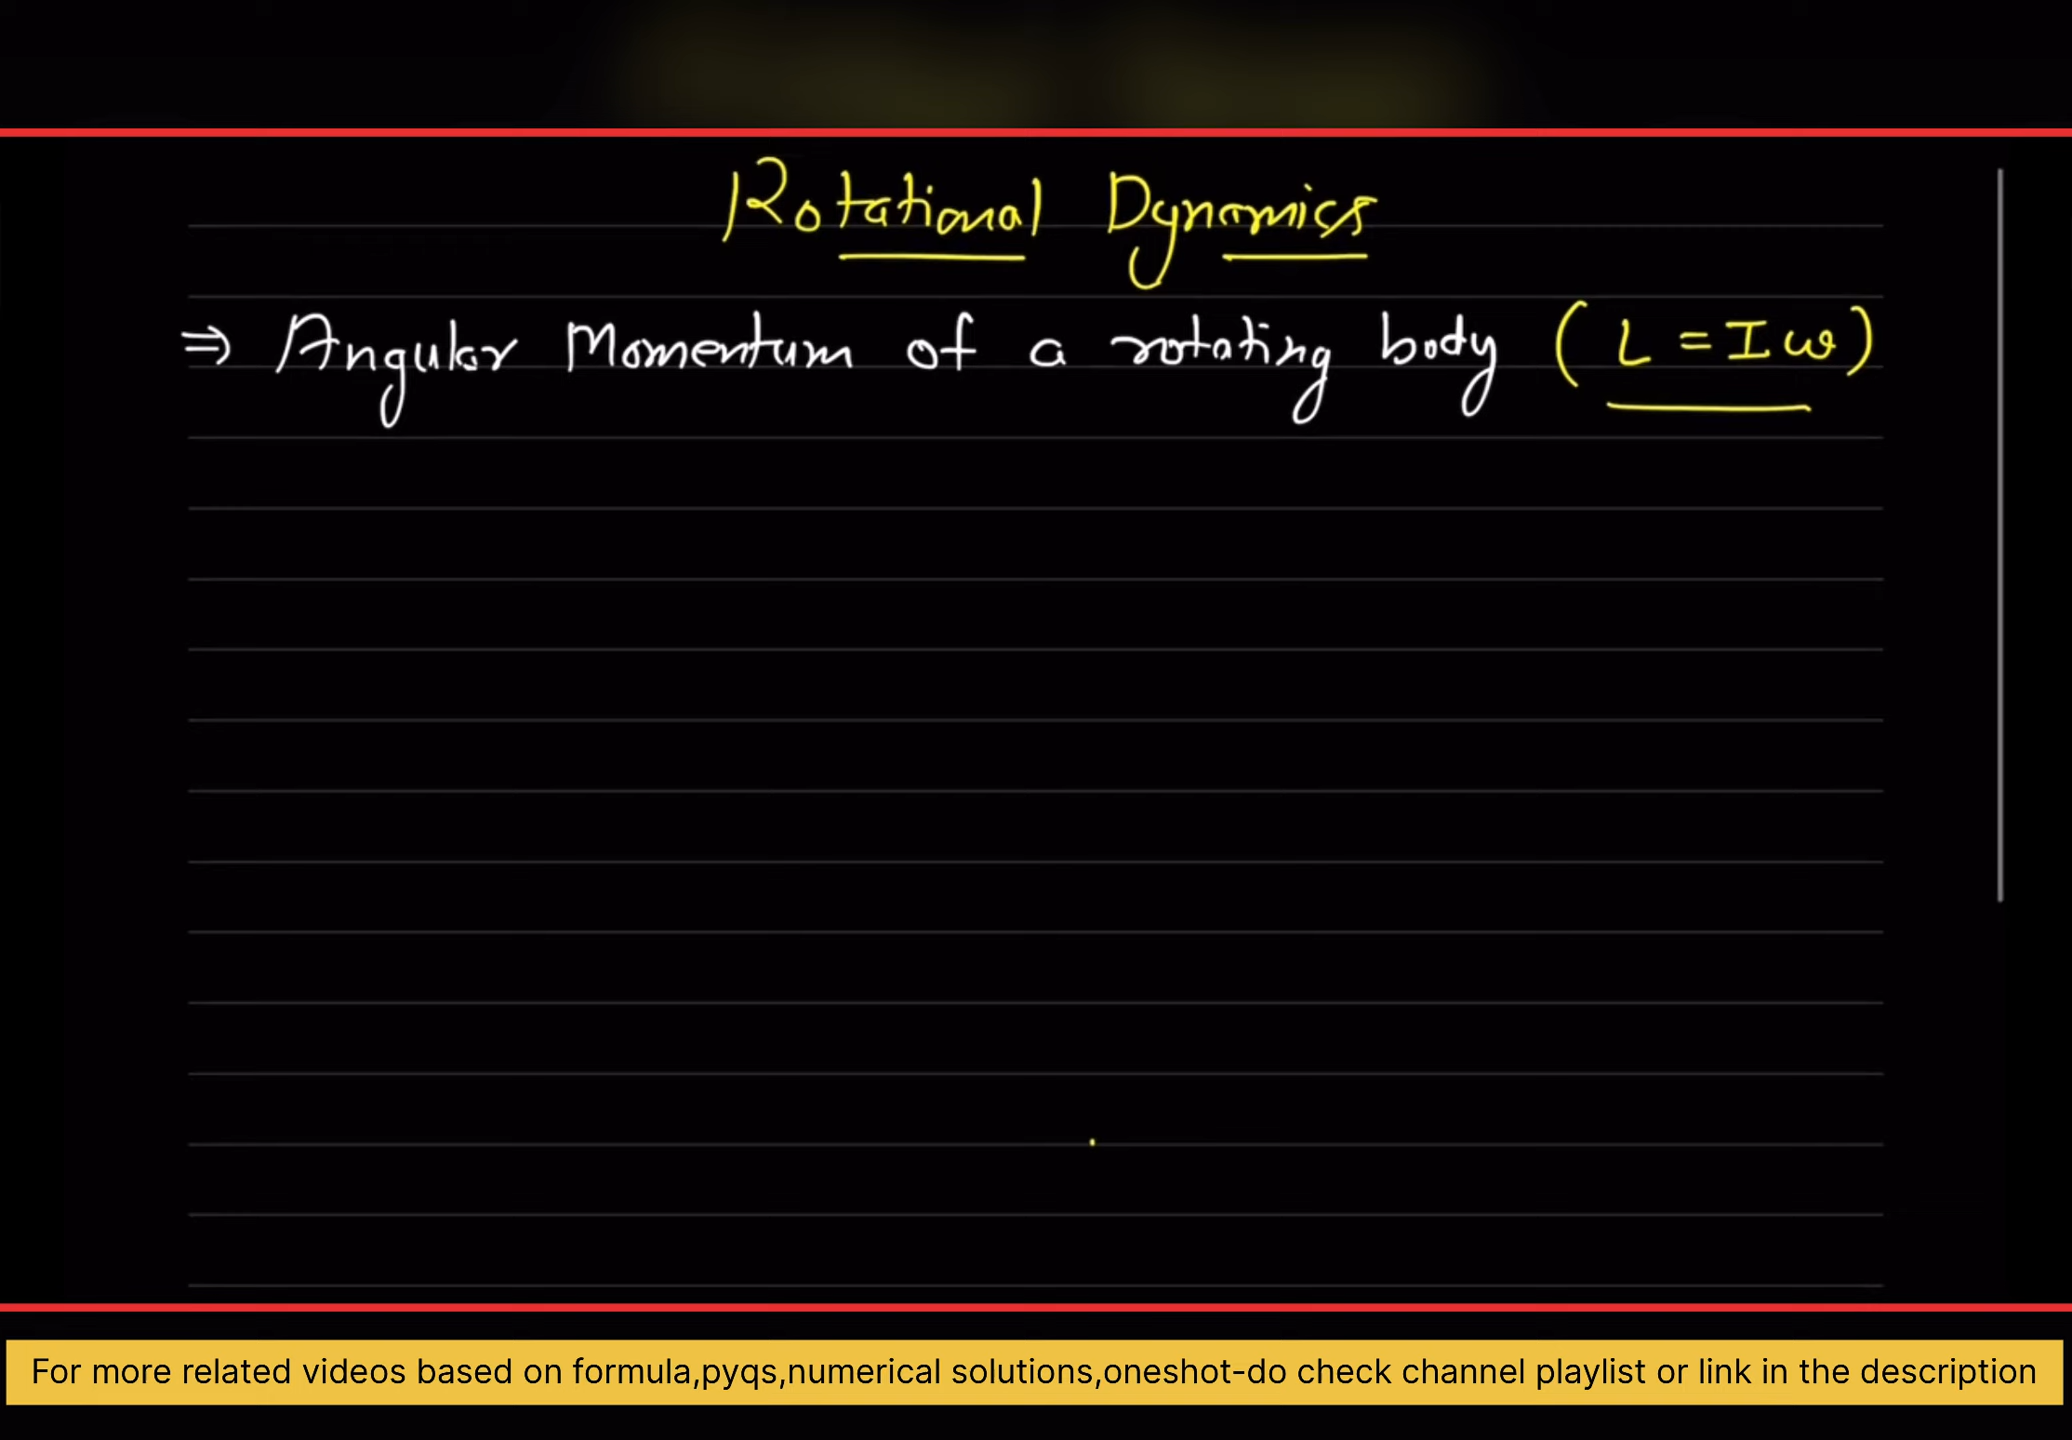 Rotational Dynamics
⇒ Angular Momentum of a rotating body ( L = I ω )
For more related videos based on formula,pyqs,numerical solutions,oneshot-do check channel playlist or link in the description